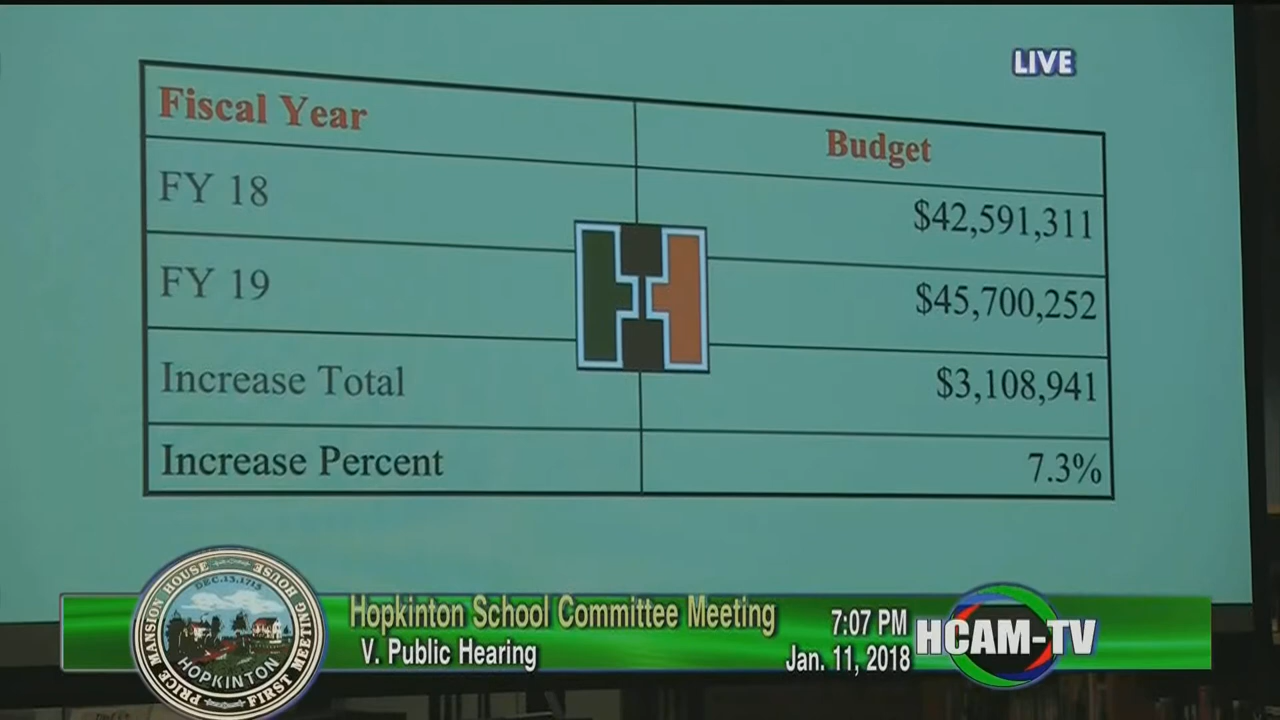 LIVE
Fiscal Year
Budget
FY 18
$42,591,311
FY 19
$45,700,252
Increase Total
$3,108,941
Increase Percent
7.3%
Hopkinton School Committee Meeting
V. Public Hearing
7:07 PM
Jan. 11, 2018
HCAM-TV
PRICE MANSION HOUSE
FIRST MEETING HOUSE
DEC.13.1715
HOPKINTON